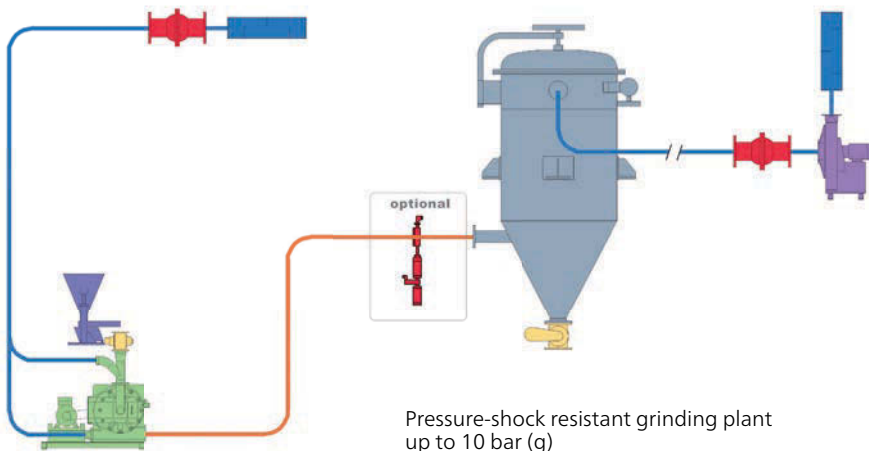 optional
Pressure-shock resistant grinding plant
up to 10 bar (g)